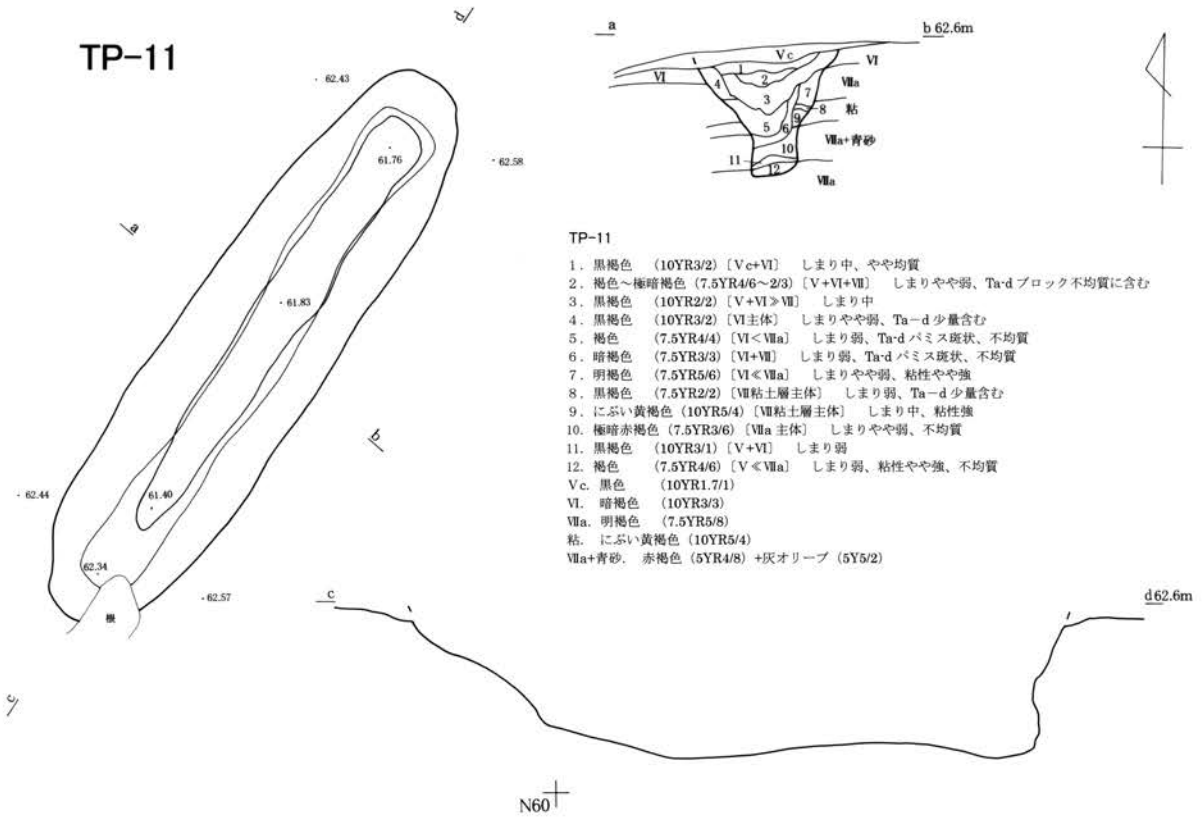 TP-11
d
62.43
61.76
62.58
a
61.83
b
62.44
61.40
62.34
62.57
根
c
a
b 62.6m
Ⅴc
Ⅵ
Ⅵ
1
2
4
3
7
Ⅶa
8
粘
9
5
6
Ⅶa+青砂
10
11
12
Ⅶa
TP-11
1. 黒褐色 (10YR3/2)〔Ⅴc+Ⅵ〕 しまり中、やや均質
2. 褐色～極暗褐色 (7.5YR4/6～2/3)〔Ⅴ+Ⅵ+Ⅶ〕 しまりやや弱、Ta-d ブロック不均質に含む
3. 黒褐色 (10YR2/2)〔Ⅴ+Ⅵ≫Ⅶ〕 しまり中
4. 黒褐色 (10YR3/2)〔Ⅵ主体〕 しまりやや弱、Ta－d 少量含む
5. 褐色 (7.5YR4/4)〔Ⅵ＜Ⅶa〕 しまり弱、Ta-d パミス斑状、不均質
6. 暗褐色 (7.5YR3/3)〔Ⅵ+Ⅶ〕 しまり弱、Ta-d パミス斑状、不均質
7. 明褐色 (7.5YR5/6)〔Ⅵ≪Ⅶa〕 しまりやや弱、粘性やや強
8. 黒褐色 (7.5YR2/2)〔Ⅶ粘土層主体〕 しまり弱、Ta－d 少量含む
9. にぶい黄褐色 (10YR5/4)〔Ⅶ粘土層主体〕 しまり中、粘性強
10. 極暗赤褐色 (7.5YR3/6)〔Ⅶa 主体〕 しまりやや弱、不均質
11. 黒褐色 (10YR3/1)〔Ⅴ+Ⅵ〕 しまり弱
12. 褐色 (7.5YR4/6)〔Ⅴ≪Ⅶa〕 しまり弱、粘性やや強、不均質
Ⅴc. 黒色 (10YR1.7/1)
Ⅵ. 暗褐色 (10YR3/3)
Ⅶa. 明褐色 (7.5YR5/8)
粘. にぶい黄褐色 (10YR5/4)
Ⅶa+青砂. 赤褐色 (5YR4/8) +灰オリーブ (5Y5/2)
c
d 62.6m
N60